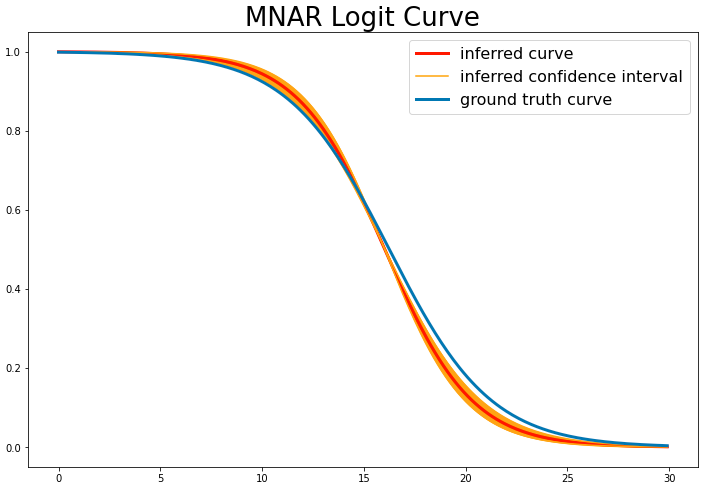 MNAR Logit Curve
inferred curve
inferred confidence interval
ground truth curve
1.0
0.8
0.6
0.4
0.2
0.0
0 5 10 15 20 25 30